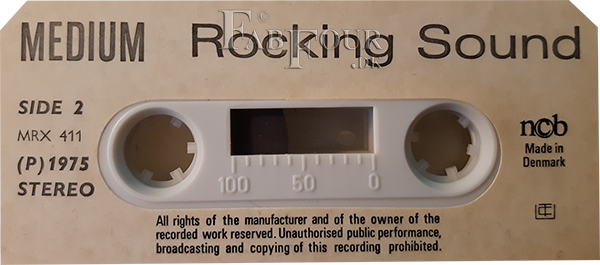 MEDIUM Rocking Sound
© FabFour.dk
SIDE 2
MRX 411
(P) 1975
STEREO
100 50 0
ncb
Made in
Denmark
All rights of the manufacturer and of the owner of the
recorded work reserved. Unauthorised public performance,
broadcasting and copying of this recording prohibited.